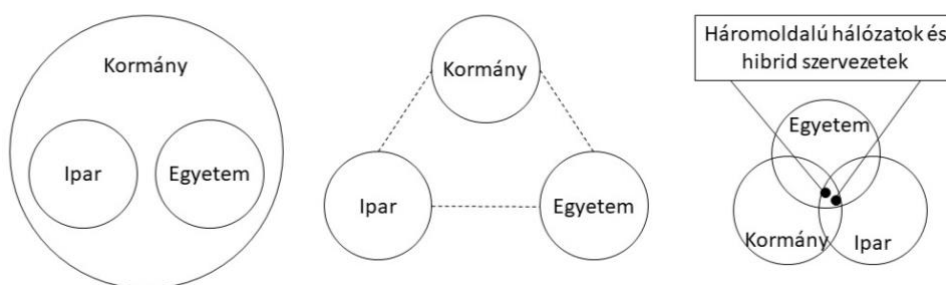 Kormány
Ipar
Egyetem
Kormány
Ipar
Egyetem
Háromoldalú hálózatok és
hibrid szervezetek
Egyetem
Kormány
Ipar